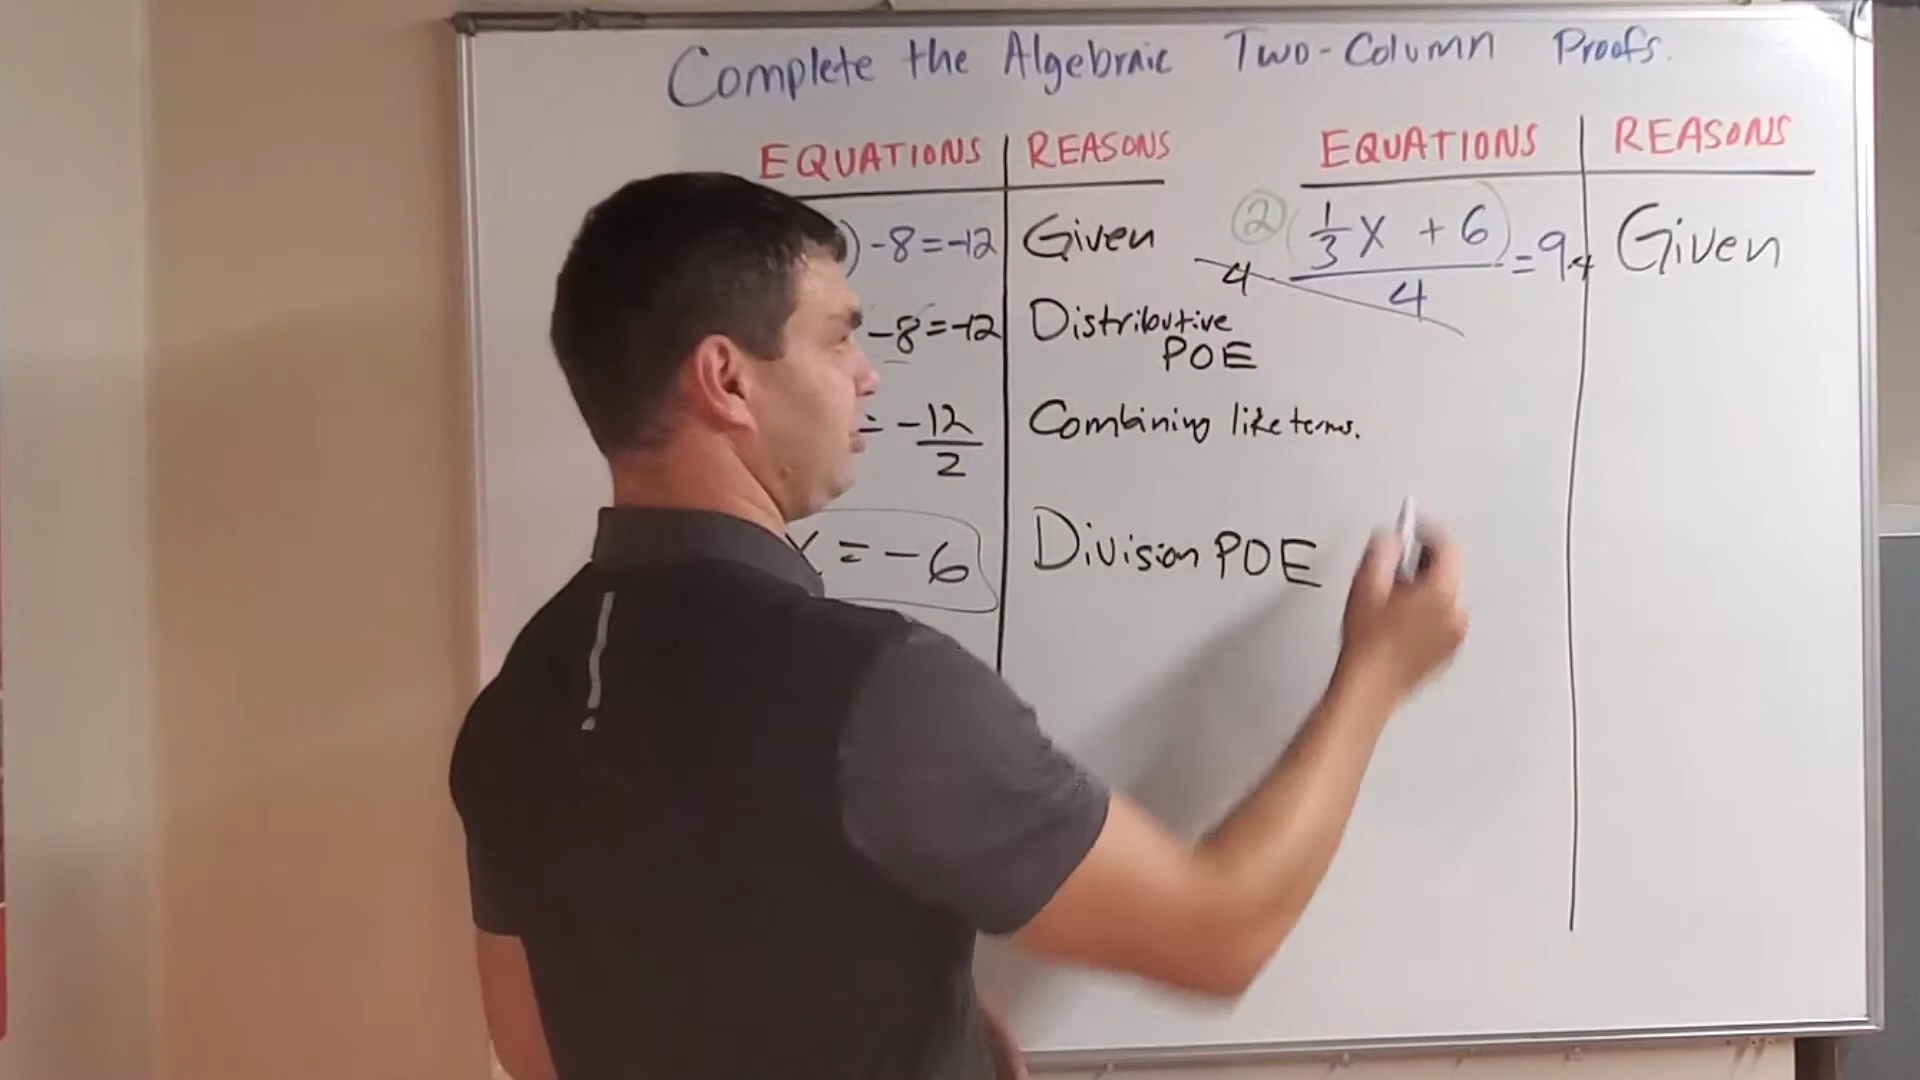 Complete the Algebraic Two-Column Proofs.
EQUATIONS REASONS
) -8 = -12 Given
-8 = -12 Distributive POE
= -12/2 Combining like terms.
x = -6 Division POE
EQUATIONS REASONS
2 4 · (1/3 x + 6)/4 = 9 · 4 Given